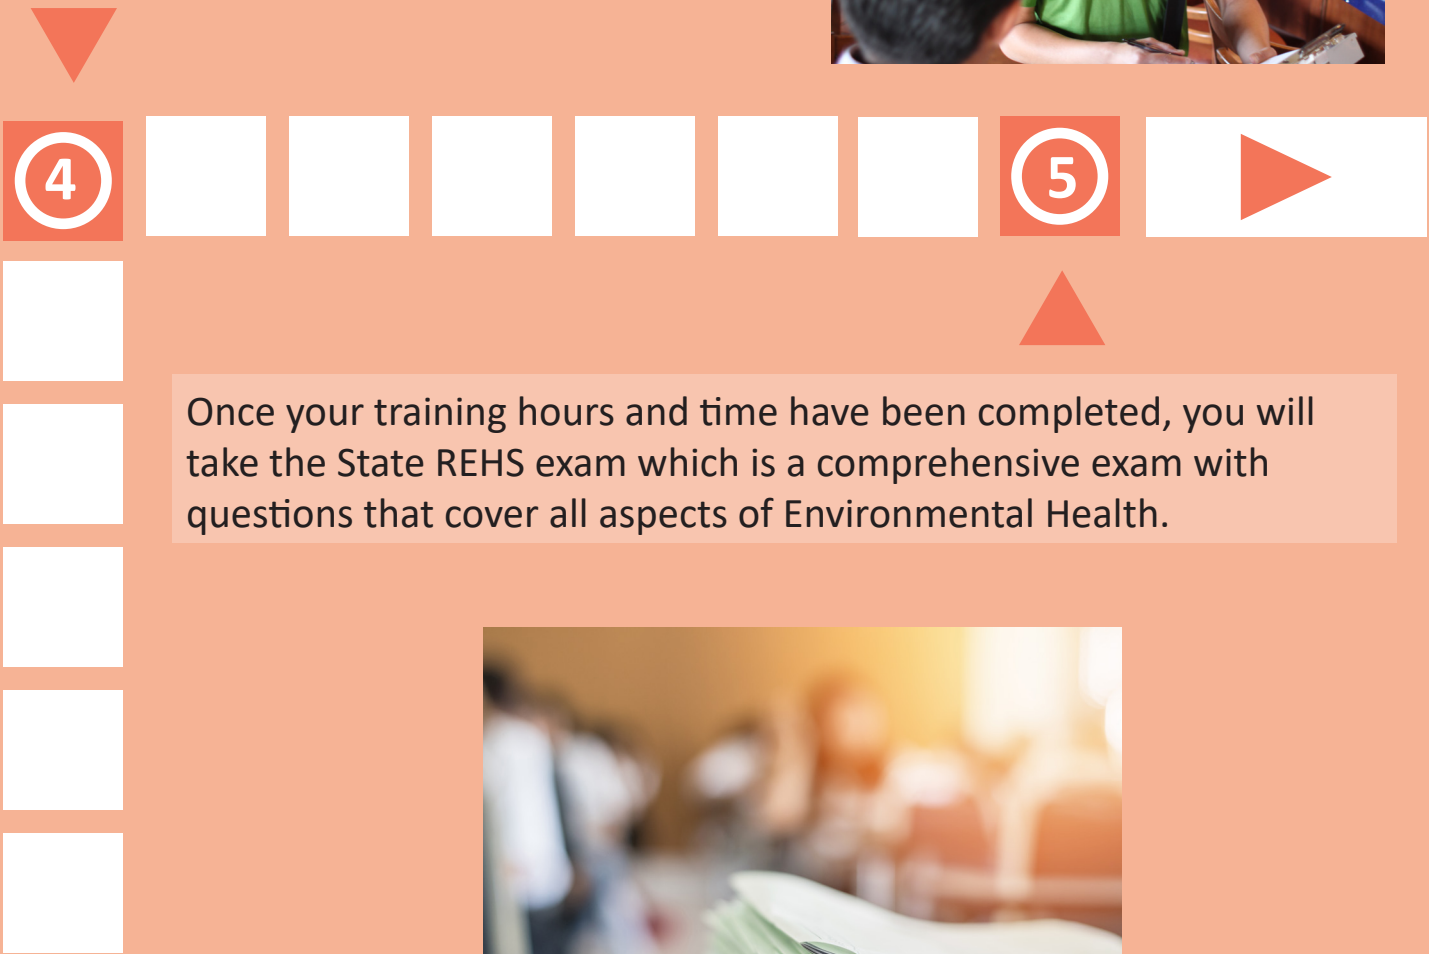 4
5
Once your training hours and time have been completed, you will
take the State REHS exam which is a comprehensive exam with
questions that cover all aspects of Environmental Health.